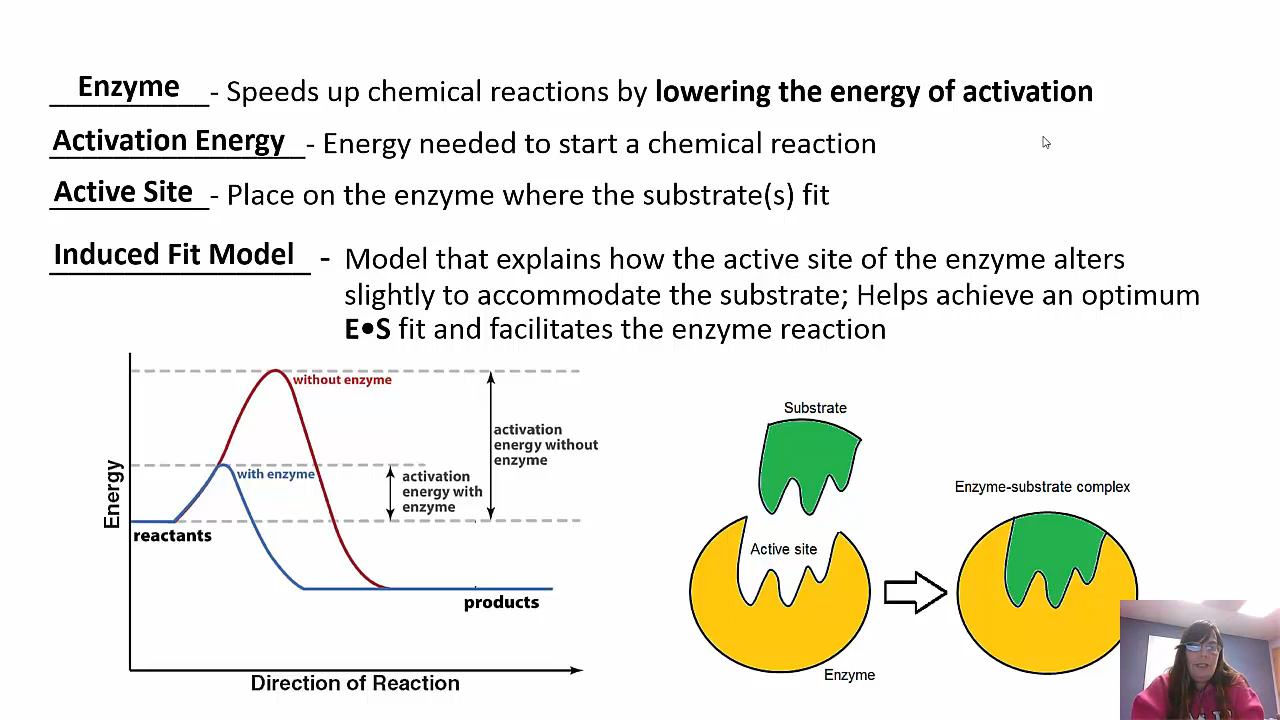 Enzyme - Speeds up chemical reactions by lowering the energy of activation
Activation Energy - Energy needed to start a chemical reaction
Active Site - Place on the enzyme where the substrate(s) fit
Induced Fit Model - Model that explains how the active site of the enzyme alters
slightly to accommodate the substrate; Helps achieve an optimum
E•S fit and facilitates the enzyme reaction
without enzyme
with enzyme
activation
energy without
enzyme
activation
energy with
enzyme
Energy
reactants
products
Direction of Reaction
Substrate
Active site
Enzyme
Enzyme-substrate complex